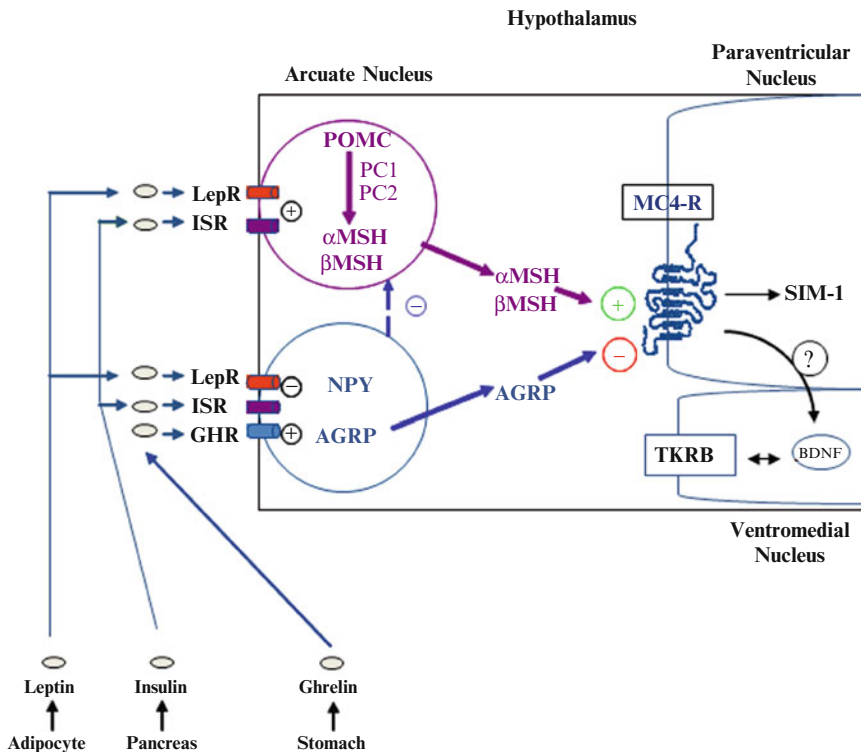 Hypothalamus
Arcuate Nucleus
Paraventricular
Nucleus
POMC
PC1
PC2
αMSH
βMSH
LepR
ISR
+
MC4-R
αMSH
βMSH
+
SIM-1
−
−
?
LepR
ISR
GHR
−
+
NPY
AGRP
AGRP
TKRB
BDNF
Ventromedial
Nucleus
Leptin
Insulin
Ghrelin
Adipocyte
Pancreas
Stomach